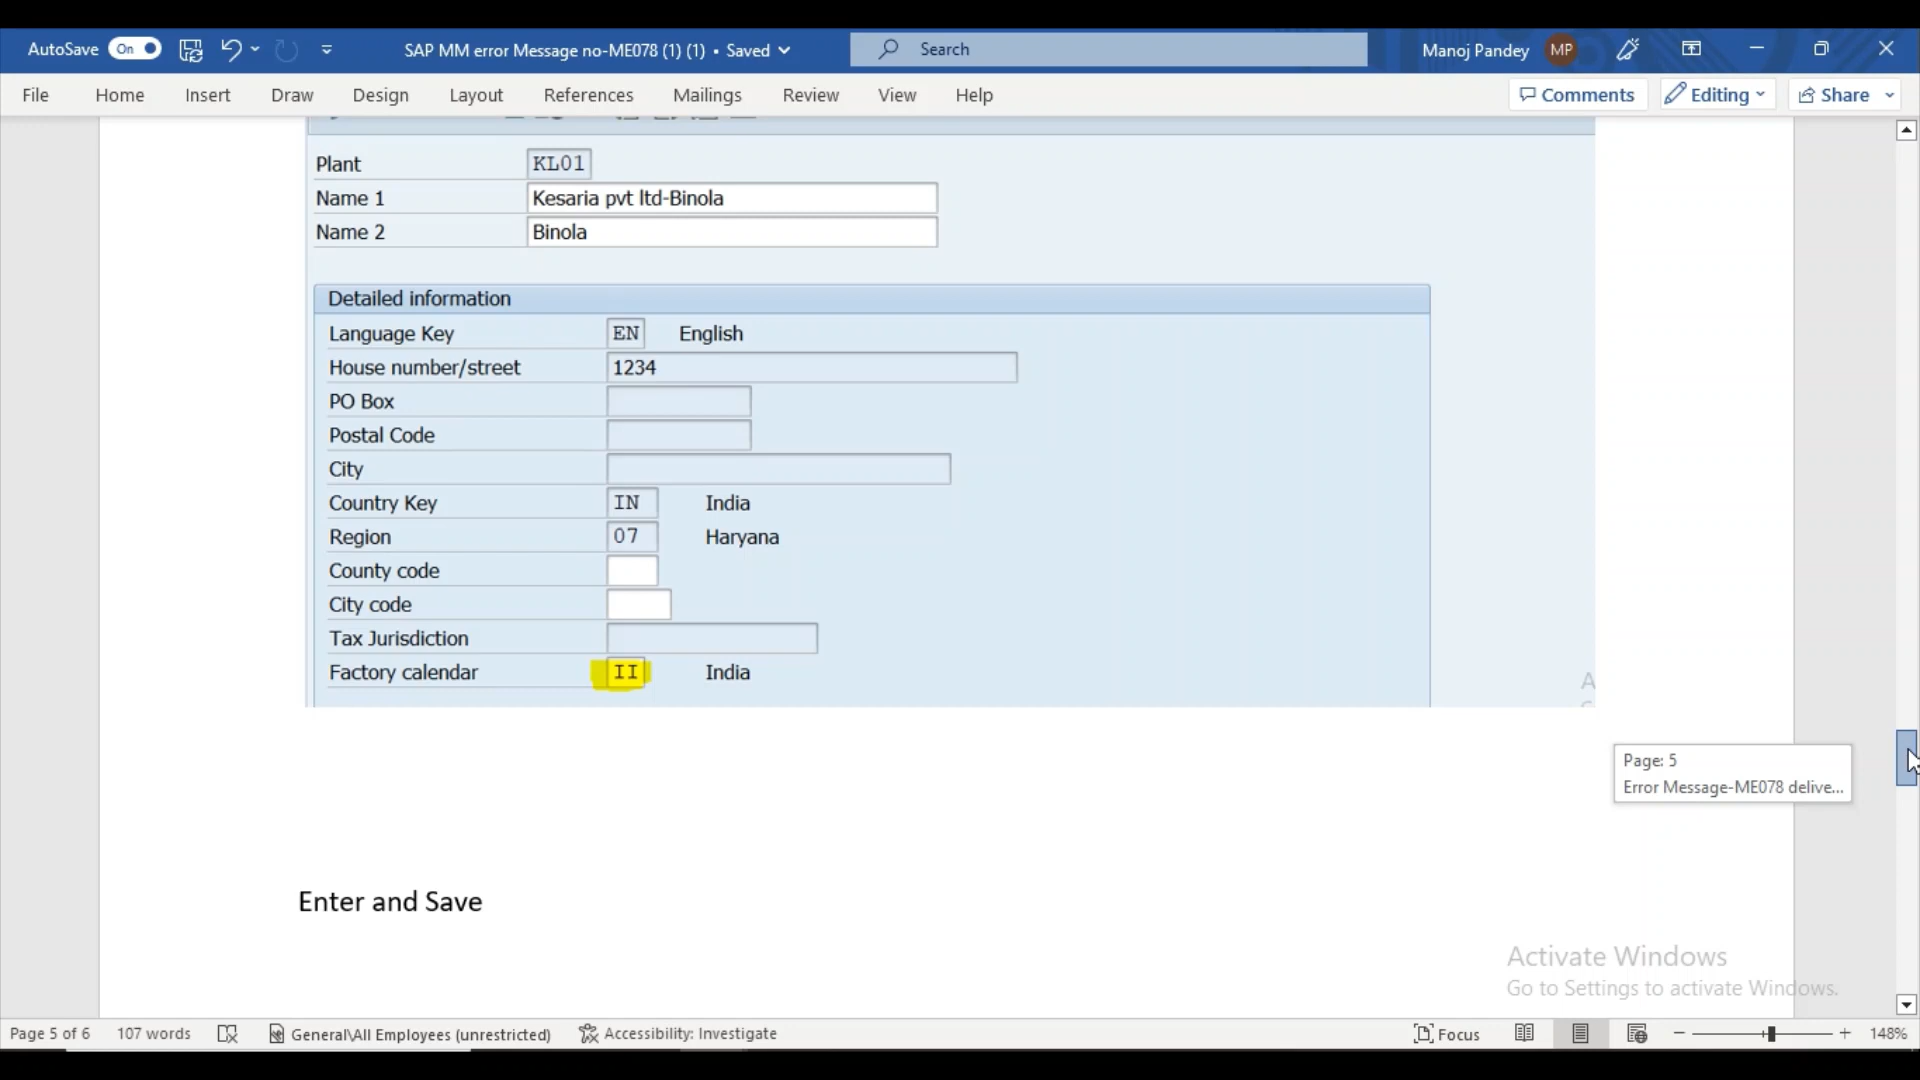 AutoSave On SAP MM error Message no-ME078 (1) (1) • Saved Search Manoj Pandey MP
File Home Insert Draw Design Layout References Mailings Review View Help Comments Editing Share
Plant KL01
Name 1 Kesaria pvt ltd-Binola
Name 2 Binola
Detailed information
Language Key EN English
House number/street 1234
PO Box
Postal Code
City
Country Key IN India
Region 07 Haryana
County code
City code
Tax Jurisdiction
Factory calendar II India
A
Page: 5
Error Message-ME078 delive...
Enter and Save
Activate Windows
Go to Settings to activate Windows.
Page 5 of 6 107 words General\All Employees (unrestricted) Accessibility: Investigate Focus 148%